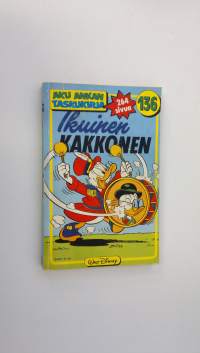 AKU ANKAN
TASKUKIRJA
264
sivua
136
Ikuinen
KAKKONEN
Walt Disney